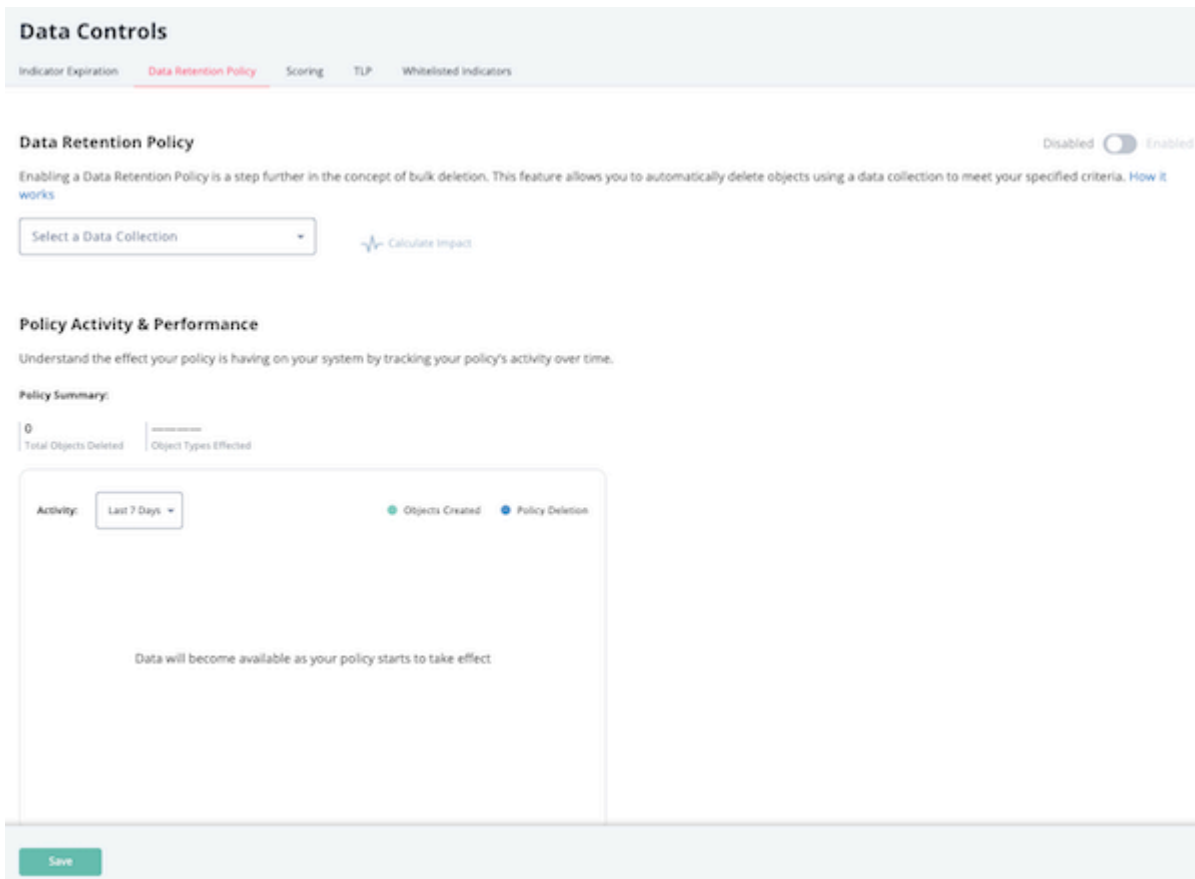 Data Controls
Indicator Expiration Data Retention Policy Scoring TLP Whitelisted Indicators
Data Retention Policy
Disabled Enabled
Enabling a Data Retention Policy is a step further in the concept of bulk deletion. This feature allows you to automatically delete objects using a data collection to meet your specified criteria. How it
works
Select a Data Collection
Calculate Impact
Policy Activity & Performance
Understand the effect your policy is having on your system by tracking your policy's activity over time.
Policy Summary:
0 —————
Total Objects Deleted Object Types Effected
Activity: Last 7 Days Objects Created Policy Deletion
Data will become available as your policy starts to take effect
Save